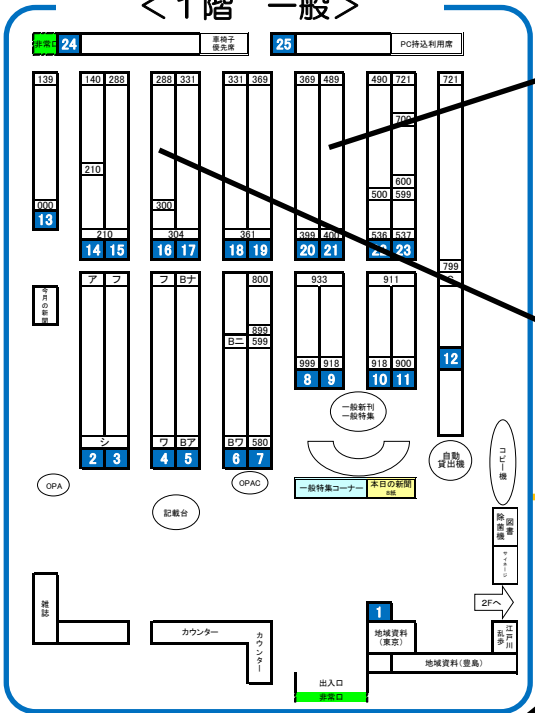 ＜１階　一般＞
非常口 24 車椅子優先席 25 PC持込利用席
139 140 288 288 331 331 369 369 489 490 721 721
700
210
600
500 599
000 300
13 210 304 361 399 400 536 537
14 15 16 17 18 19 20 21 23
799
ア フ フ Bナ 800 933 911
今月の新聞
899
Bニ 599
999 918 918 900
8 9 10 11 12
一般新刊
一般特集
シ ワ Bア Bワ 580
2 3 4 5 6 7
自動貸出機
コピー機
OPA OPAC
一般特集コーナー 本日の新聞
8紙
記載台
図書除菌機
サイネージ
2Fへ
雑誌
1
カウンター
カウンター
地域資料
（東京）
江戸川乱歩
地域資料（豊島）
出入口
非常口